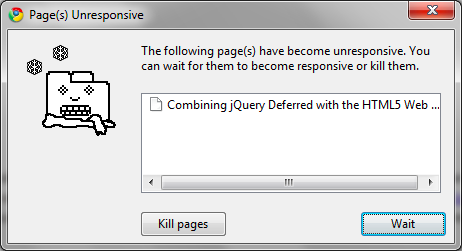 Page(s) Unresponsive
The following page(s) have become unresponsive. You
can wait for them to become responsive or kill them.
Combining jQuery Deferred with the HTML5 Web ...
Kill pages
Wait